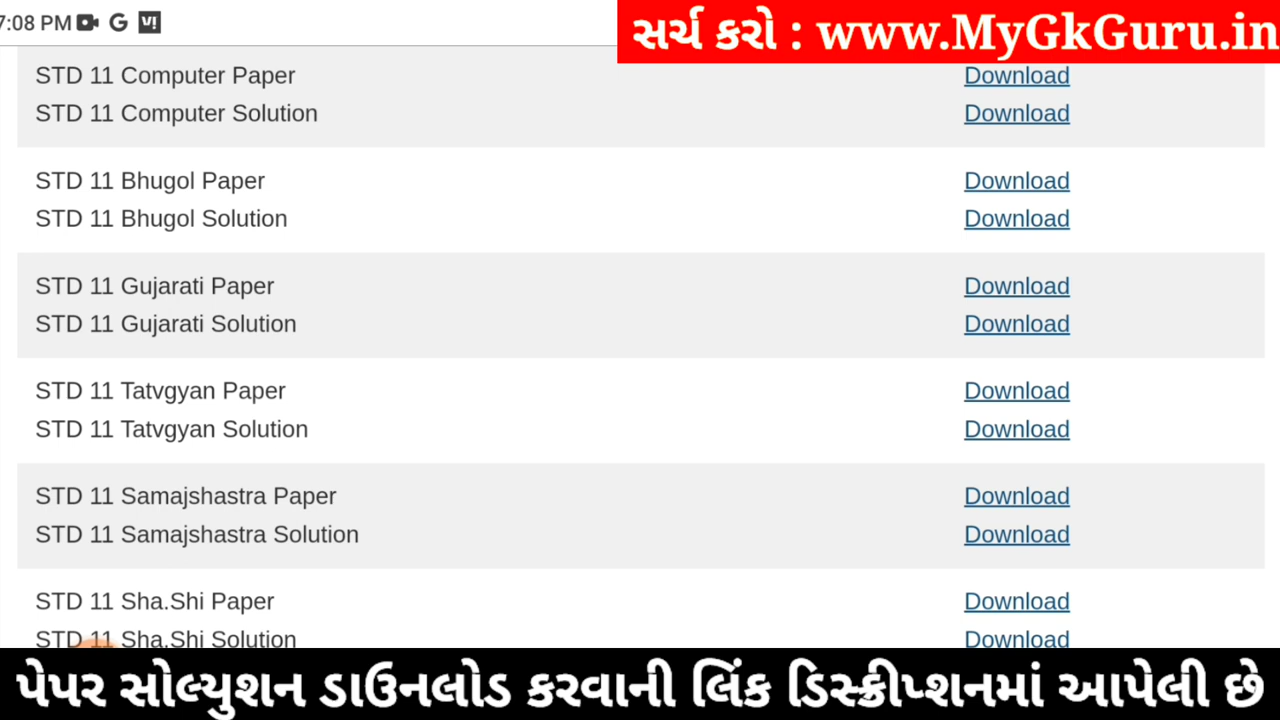 7:08 PM G V!
સર્ચ કરો : www.MyGkGuru.in
STD 11 Computer Paper Download
STD 11 Computer Solution Download
STD 11 Bhugol Paper Download
STD 11 Bhugol Solution Download
STD 11 Gujarati Paper Download
STD 11 Gujarati Solution Download
STD 11 Tatvgyan Paper Download
STD 11 Tatvgyan Solution Download
STD 11 Samajshastra Paper Download
STD 11 Samajshastra Solution Download
STD 11 Sha.Shi Paper Download
STD 11 Sha.Shi Solution Download
પેપર સોલ્યુશન ડાઉનલોડ કરવાની લિંક ડિસ્ક્રીપ્શનમાં આપેલી છે